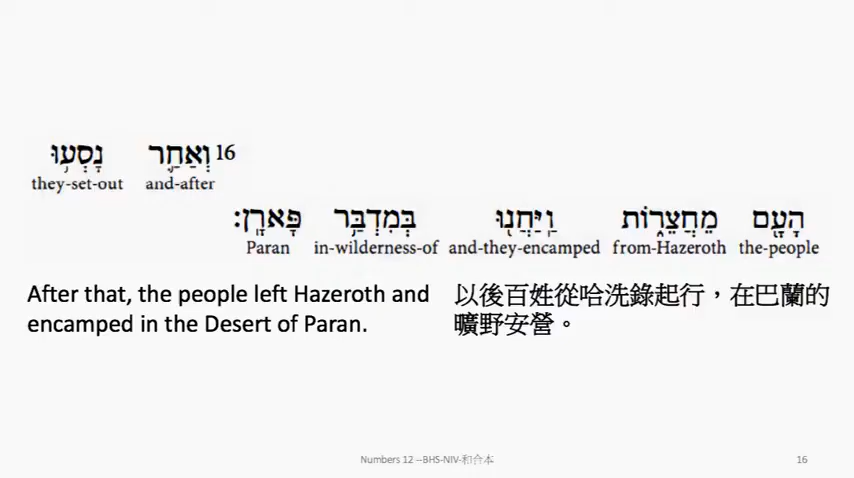 16 וְאַחַ֛ר נָסְע֥וּ
and-after they-set-out
הָעָ֖ם מֵחֲצֵר֑וֹת וַֽיַּחֲנ֖וּ בְּמִדְבַּ֥ר פָּארָֽן׃
the-people from-Hazeroth and-they-encamped in-wilderness-of Paran
After that, the people left Hazeroth and
encamped in the Desert of Paran.
以後百姓從哈洗錄起行，在巴蘭的
曠野安營。
Numbers 12 --BHS-NIV-和合本
16